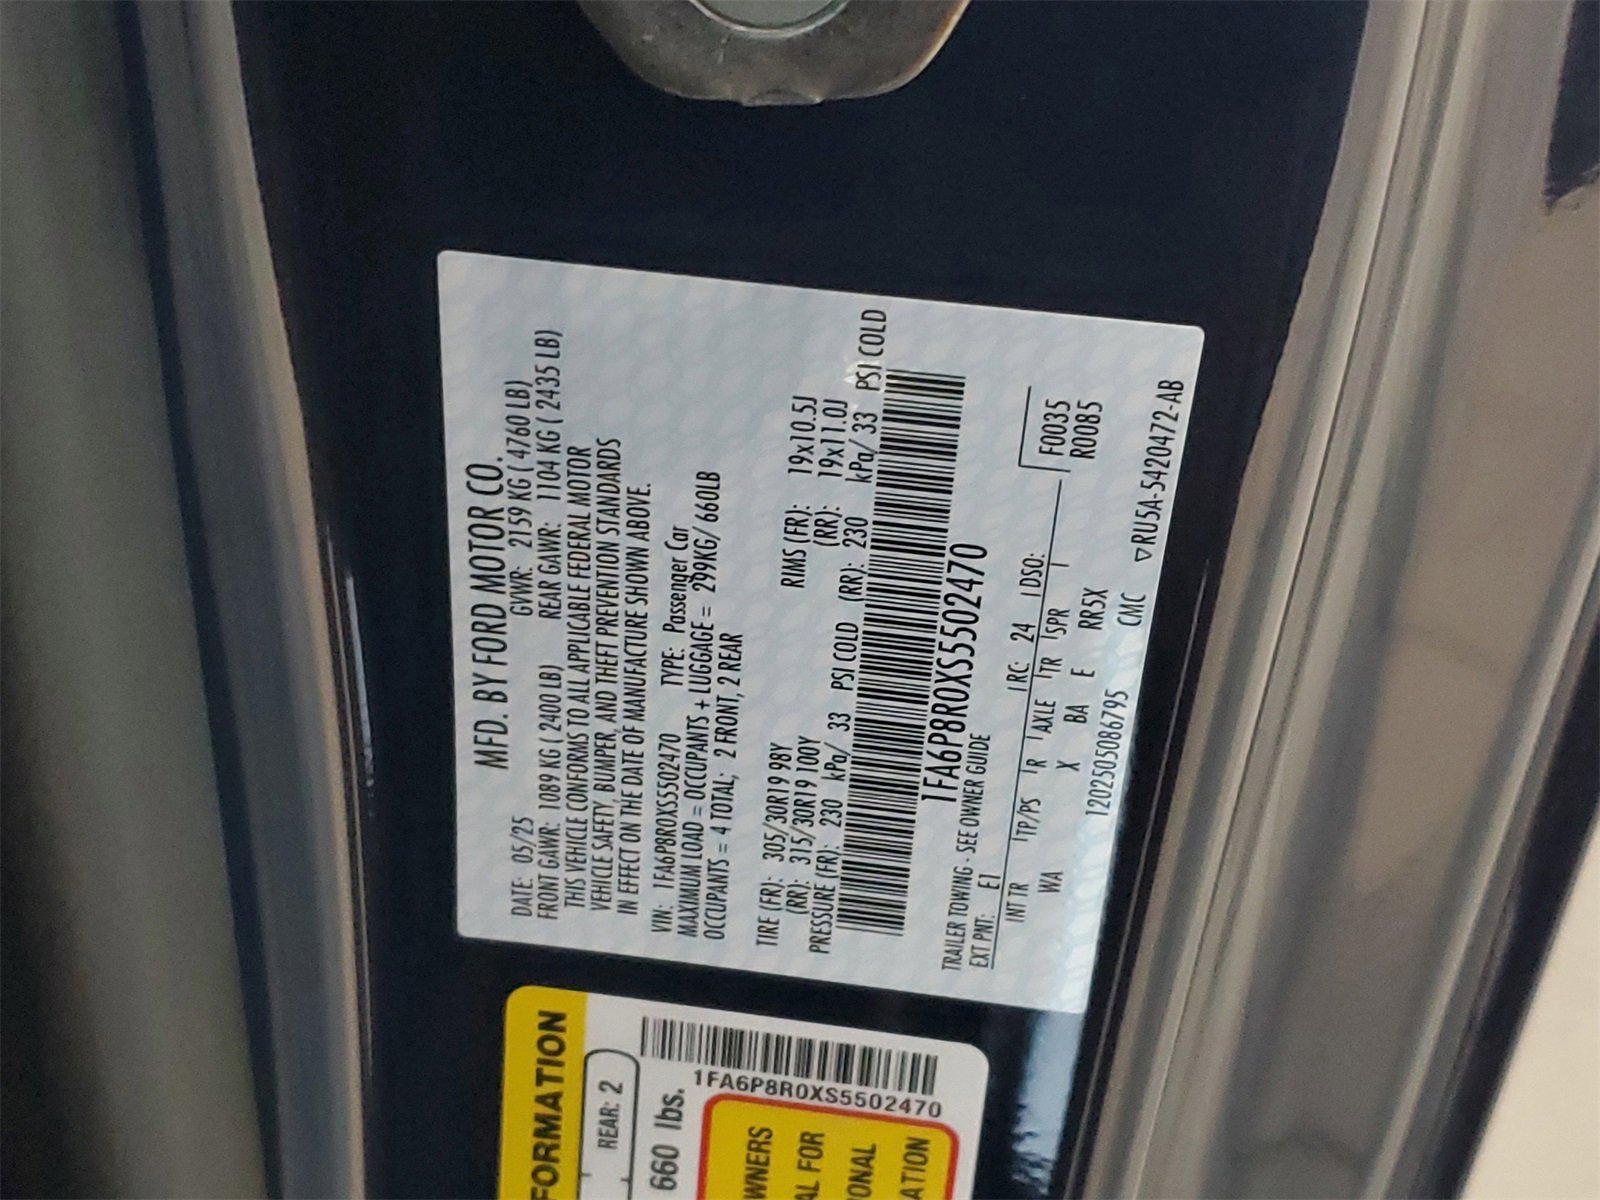 MFD. BY FORD MOTOR CO.
DATE: 05/25 GVWR: 2159 KG ( 4760 LB)
FRONT GAWR: 1089 KG ( 2400 LB) REAR GAWR: 1104 KG ( 2435 LB)
THIS VEHICLE CONFORMS TO ALL APPLICABLE FEDERAL MOTOR
VEHICLE SAFETY, BUMPER, AND THEFT PREVENTION STANDARDS
IN EFFECT ON THE DATE OF MANUFACTURE SHOWN ABOVE.
VIN: 1FA6P8R0XS5502470 TYPE: Passenger Car
MAXIMUM LOAD = OCCUPANTS + LUGGAGE = 299KG/ 660LB
OCCUPANTS = 4 TOTAL; 2 FRONT, 2 REAR
TIRE (FR): 305/30R19 98Y RIMS (FR): 19x10.5J
(RR): 315/30R19 100Y (RR): 19x11.0J
PRESSURE (FR): 230 kPa/ 33 PSI COLD (RR): 230 kPa/ 33 PSI COLD
1FA6P8R0XS5502470
TRAILER TOWING - SEE OWNER GUIDE
EXT PNT: E1 RC: 24 DSO: F0035
INT TR TP/PS R AXLE TR SPR R0085
WA X BA E RR5X
12025050867​95 CMC ▽RU5A-5420472-AB
FORMATION
REAR: 2
660 lbs.
1FA6P8R0XS5502470
WNERS
AL FOR
ONAL
ATION